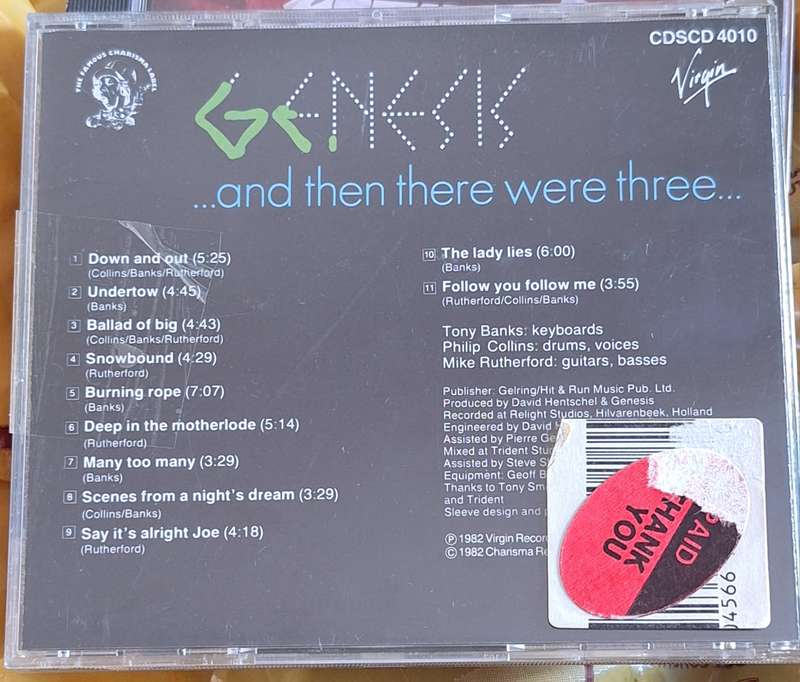 THE FAMOUS CHARISMA LABEL
CDSCD 4010
Virgin
GENESIS
...and then there were three...
1 Down and out (5:25)
(Collins/Banks/Rutherford)
2 Undertow (4:45)
(Banks)
3 Ballad of big (4:43)
(Collins/Banks/Rutherford)
4 Snowbound (4:29)
(Rutherford)
5 Burning rope (7:07)
(Banks)
6 Deep in the motherlode (5:14)
(Rutherford)
7 Many too many (3:29)
(Banks)
8 Scenes from a night's dream (3:29)
(Collins/Banks)
9 Say it's alright Joe (4:18)
(Rutherford)
10 The lady lies (6:00)
(Banks)
11 Follow you follow me (3:55)
(Rutherford/Collins/Banks)
Tony Banks: keyboards
Philip Collins: drums, voices
Mike Rutherford: guitars, basses
Publisher: Gelring/Hit & Run Music Pub. Ltd.
Produced by David Hentschel & Genesis
Recorded at Relight Studios, Hilvarenbeek, Holland
Engineered by David
Assisted by Pierre
Mixed at Trident
Assisted by Steve
Equipment: Geoff
Thanks to Tony
and Trident
Sleeve design and
Ⓟ 1982 Virgin
© 1982 Charisma
PAID
THANK
YOU
04566